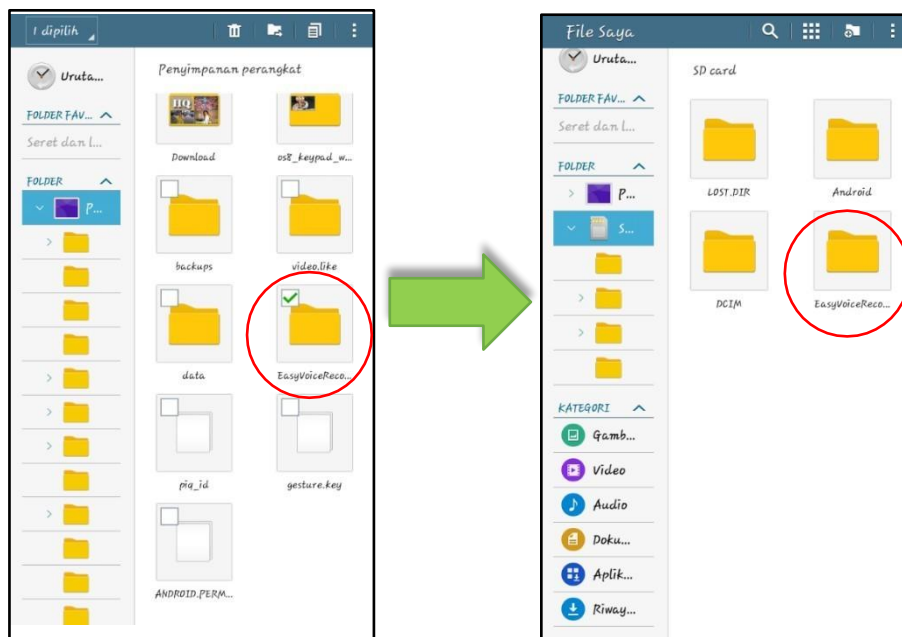 1 dipilih
Uruta...
Penyimpanan perangkat
FOLDER FAV...
Seret dan l...
FOLDER
P...
HQ
Download
os8_keypad_w...
backups
video.like
data
EasyVoiceReco...
piq_id
gesture.key
ANDROID.PERM...
File Saya
Uruta...
SD card
FOLDER FAV...
Seret dan l...
FOLDER
P...
S...
LOST.DIR
Android
DCIM
EasyVoiceReco...
KATEGORI
Gamb...
Video
Audio
Doku...
Aplik...
Riway...